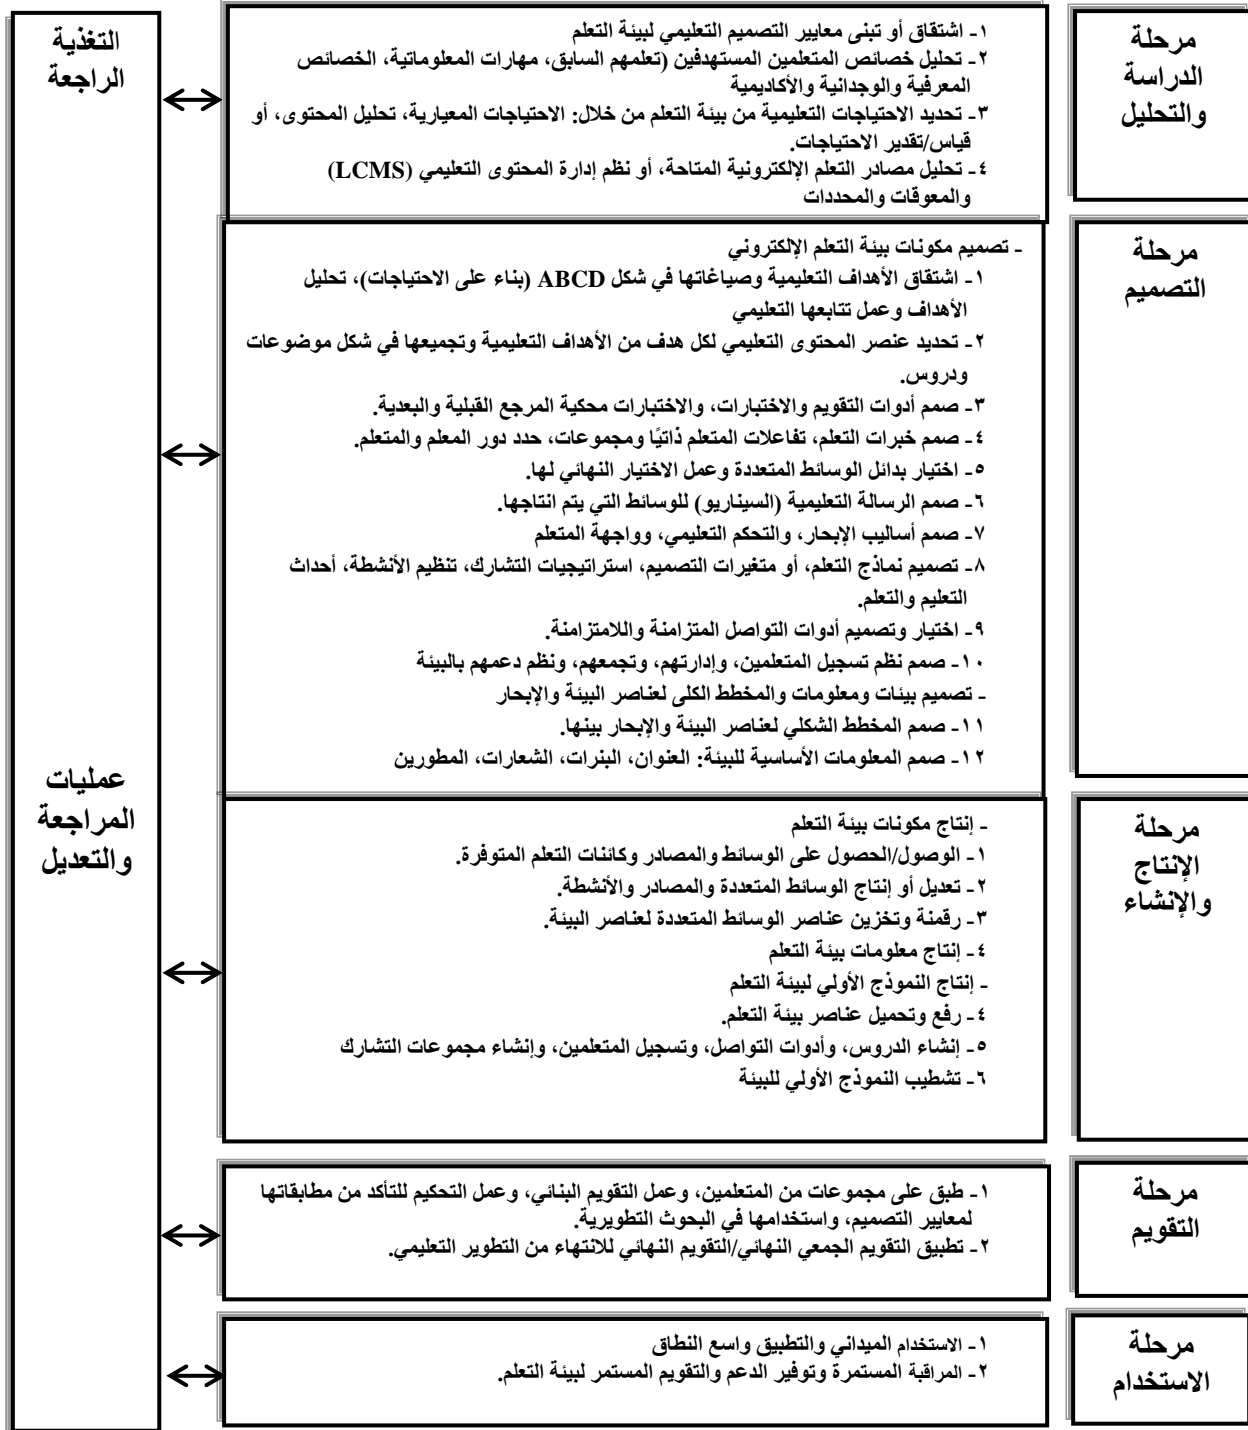 مرحلة
الدراسة
والتحليل
١- اشتقاق أو تبنى معايير التصميم التعليمي لبيئة التعلم
٢- تحليل خصائص المتعلمين المستهدفين (تعلمهم السابق، مهارات المعلوماتية، الخصائص
المعرفية والوجدانية والأكاديمية
٣- تحديد الاحتياجات التعليمية من بيئة التعلم من خلال: الاحتياجات المعيارية، تحليل المحتوى، أو
قياس/تقدير الاحتياجات.
٤- تحليل مصادر التعلم الإلكترونية المتاحة، أو نظم إدارة المحتوى التعليمي (LCMS)
والمعوقات والمحددات
مرحلة
التصميم
- تصميم مكونات بيئة التعلم الإلكتروني
١- اشتقاق الأهداف التعليمية وصياغاتها في شكل ABCD (بناء على الاحتياجات)، تحليل
الأهداف وعمل تتابعها التعليمي
٢- تحديد عنصر المحتوى التعليمي لكل هدف من الأهداف التعليمية وتجميعها في شكل موضوعات
ودروس.
٣- صمم أدوات التقويم والاختبارات، والاختبارات محكية المرجع القبلية والبعدية.
٤- صمم خبرات التعلم، تفاعلات المتعلم ذاتيًا ومجموعات، حدد دور المعلم والمتعلم.
٥- اختيار بدائل الوسائط المتعددة وعمل الاختيار النهائي لها.
٦- صمم الرسالة التعليمية (السيناريو) للوسائط التي يتم انتاجها.
٧- صمم أساليب الإبحار، والتحكم التعليمي، وواجهة المتعلم
٨- تصميم نماذج التعلم، أو متغيرات التصميم، استراتيجيات التشارك، تنظيم الأنشطة، أحداث
التعليم والتعلم.
٩- اختيار وتصميم أدوات التواصل المتزامنة واللامتزامنة.
١٠- صمم نظم تسجيل المتعلمين، وإدارتهم، وتجمعهم، ونظم دعمهم بالبيئة
- تصميم بيئات ومعلومات والمخطط الكلى لعناصر البيئة والإبحار
١١- صمم المخطط الشكلي لعناصر البيئة والإبحار بينها.
١٢- صمم المعلومات الأساسية للبيئة: العنوان، البنرات، الشعارات، المطورين
مرحلة
الإنتاج
والإنشاء
- إنتاج مكونات بيئة التعلم
١- الوصول/الحصول على الوسائط والمصادر وكائنات التعلم المتوفرة.
٢- تعديل أو إنتاج الوسائط المتعددة والمصادر والأنشطة.
٣- رقمنة وتخزين عناصر الوسائط المتعددة لعناصر البيئة.
٤- إنتاج معلومات بيئة التعلم
- إنتاج النموذج الأولي لبيئة التعلم
٤- رفع وتحميل عناصر بيئة التعلم.
٥- إنشاء الدروس، وأدوات التواصل، وتسجيل المتعلمين، وإنشاء مجموعات التشارك
٦- تشطيب النموذج الأولي للبيئة
مرحلة
التقويم
١- طبق على مجموعات من المتعلمين، وعمل التقويم البنائي، وعمل التحكيم للتأكد من مطابقاتها
لمعايير التصميم، واستخدامها في البحوث التطويرية.
٢- تطبيق التقويم الجمعي النهائي/التقويم النهائي للانتهاء من التطوير التعليمي.
مرحلة
الاستخدام
١- الاستخدام الميداني والتطبيق واسع النطاق
٢- المراقبة المستمرة وتوفير الدعم والتقويم المستمر لبيئة التعلم.
التغذية
الراجعة
عمليات
المراجعة
والتعديل